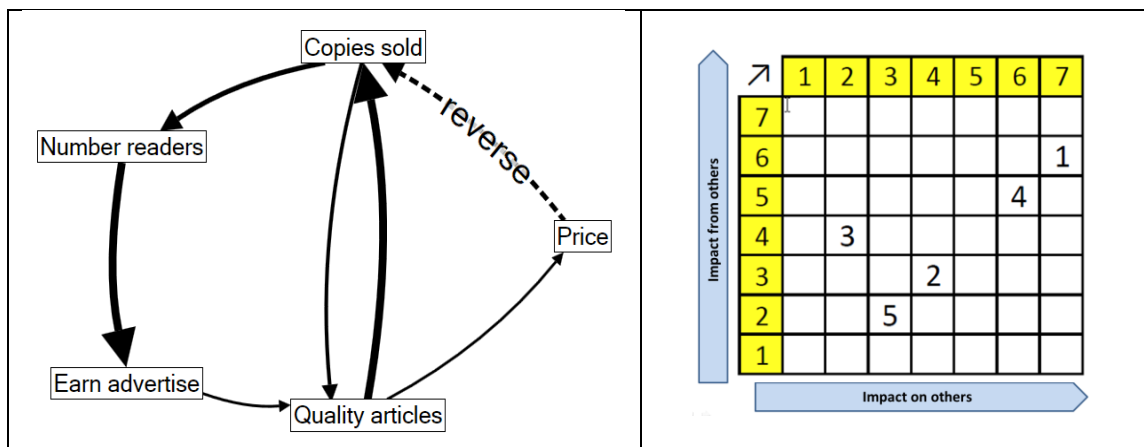 Copies sold
Number readers
reverse
Price
Earn advertise
Quality articles
Impact from others
↗ 1 2 3 4 5 6 7
7
6 1
5 4
4 3
3 2
2 5
1
Impact on others